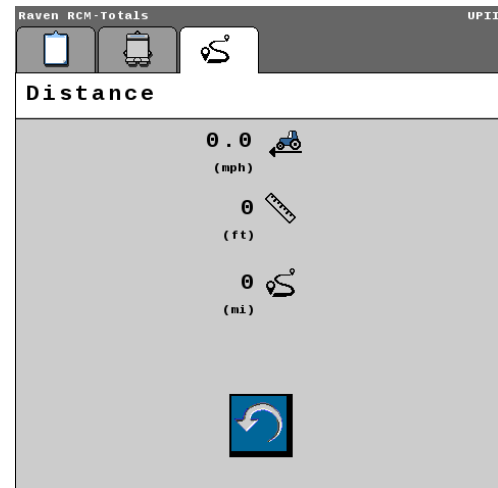 Raven RCM-Totals UPII
Distance
0.0
(mph)
0
(ft)
0
(mi)